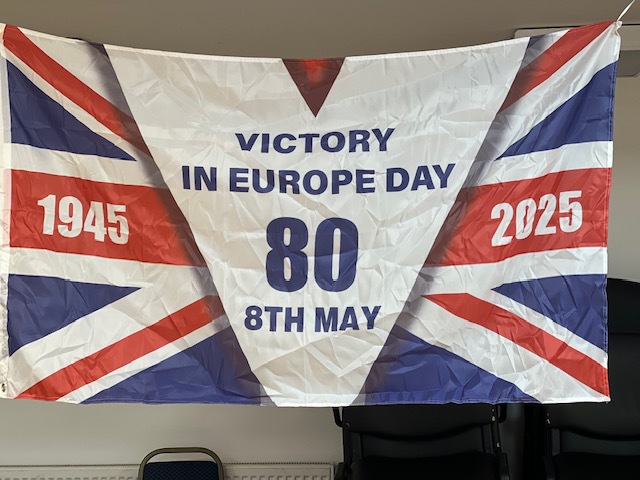 VICTORY
IN EUROPE DAY
1945
80
2025
8TH MAY